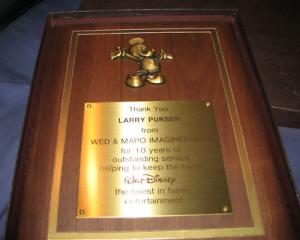 Thank You
LARRY PURSER
from
WED & MAPO IMAGINEERING
for 10 years of
outstanding service
helping to keep the
Walt Disney
the finest in family
entertainment